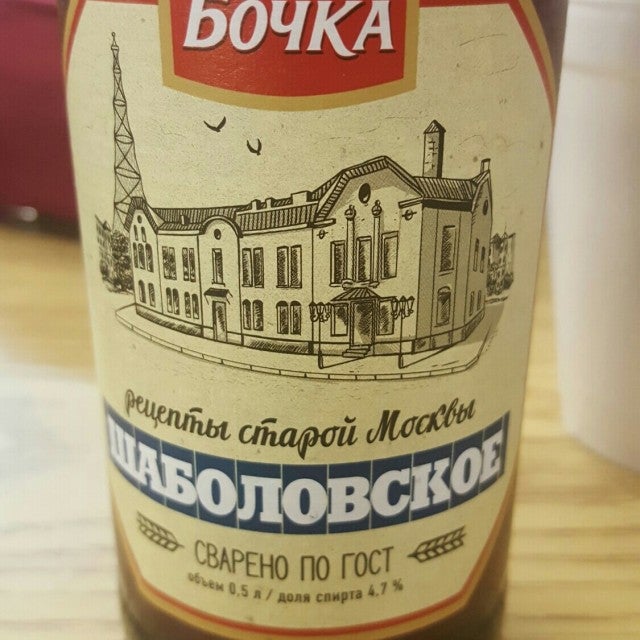 БОЧКА
рецепты старой Москвы
ШАБОЛОВСКОЕ
СВАРЕНО ПО ГОСТ
объем 0,5 л / доля спирта 4.7 %